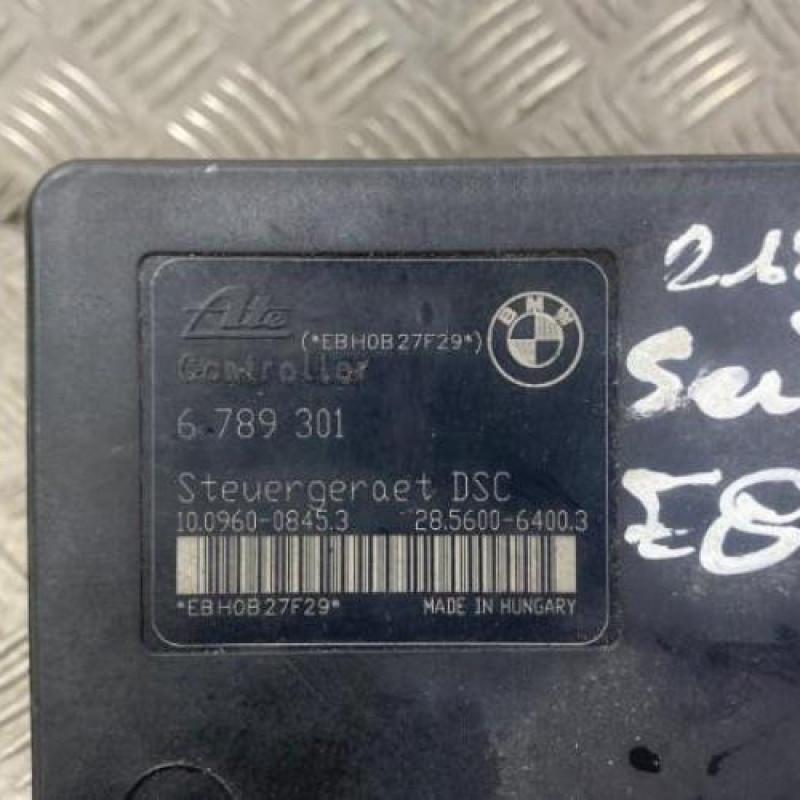 Ate
(*EBH0B27F29*)
BMW
Controller
6 789 301
Steuergeraet DSC
10.0960-0845.3 28.5600-6400.3
*EBH0B27F29* MADE IN HUNGARY